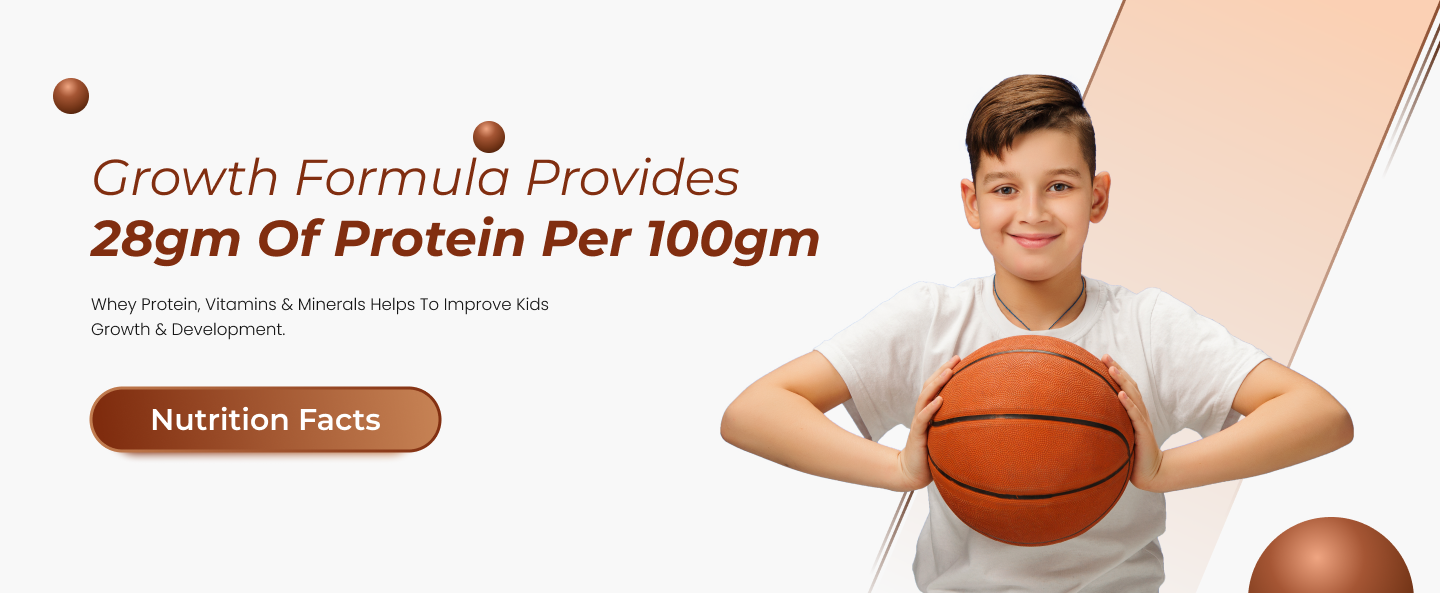 Growth Formula Provides
28gm Of Protein Per 100gm
Whey Protein, Vitamins & Minerals Helps To Improve Kids
Growth & Development.
Nutrition Facts